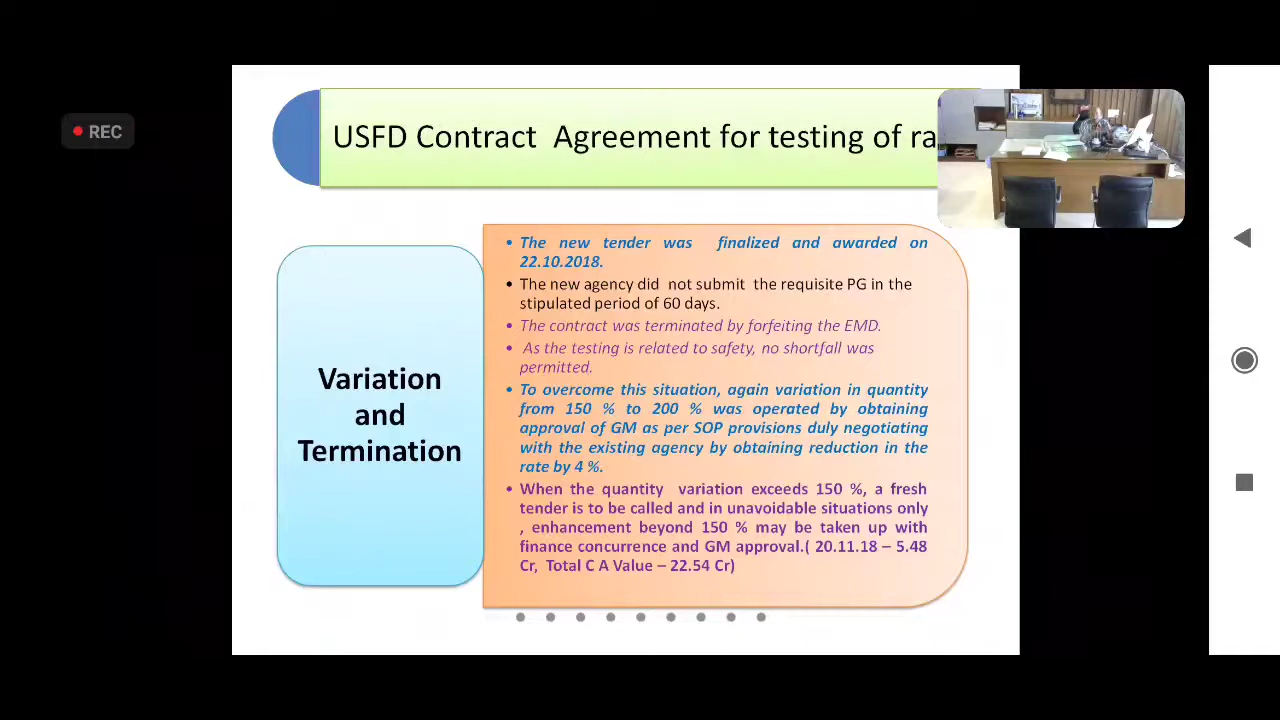 REC
USFD Contract Agreement for testing of ra
Variation
and
Termination
• The new tender was finalized and awarded on
22.10.2018.
• The new agency did not submit the requisite PG in the
stipulated period of 60 days.
• The contract was terminated by forfeiting the EMD.
• As the testing is related to safety, no shortfall was
permitted.
• To overcome this situation, again variation in quantity
from 150 % to 200 % was operated by obtaining
approval of GM as per SOP provisions duly negotiating
with the existing agency by obtaining reduction in the
rate by 4 %.
• When the quantity variation exceeds 150 %, a fresh
tender is to be called and in unavoidable situations only
, enhancement beyond 150 % may be taken up with
finance concurrence and GM approval.( 20.11.18 – 5.48
Cr, Total C A Value – 22.54 Cr)